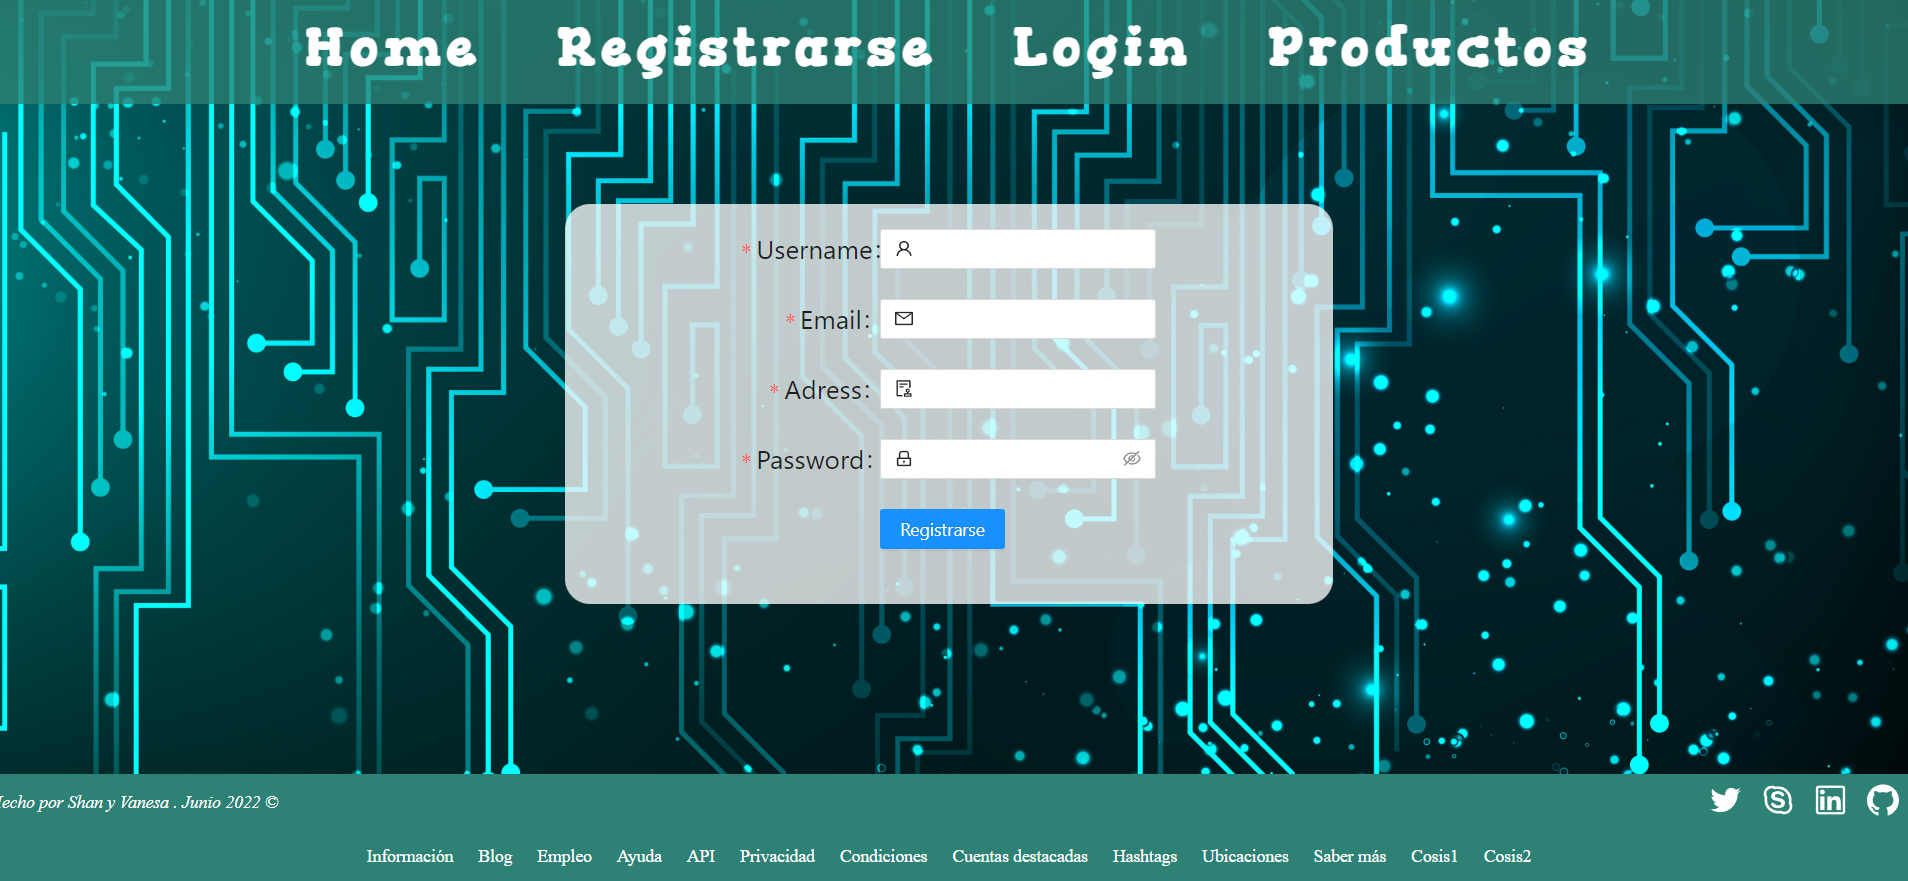 Home Registrarse Login Productos
* Username:
* Email:
* Adress:
* Password:
Registrarse
Hecho por Shan y Vanesa . Junio 2022 ©
Información Blog Empleo Ayuda API Privacidad Condiciones Cuentas destacadas Hashtags Ubicaciones Saber más Cosis1 Cosis2